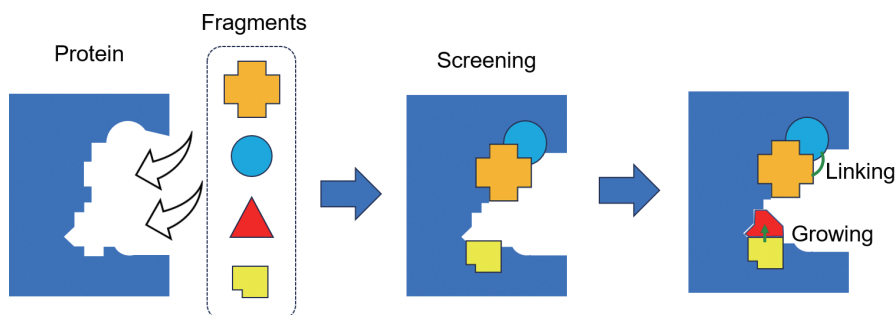 Protein
Fragments
Screening
Linking
Growing